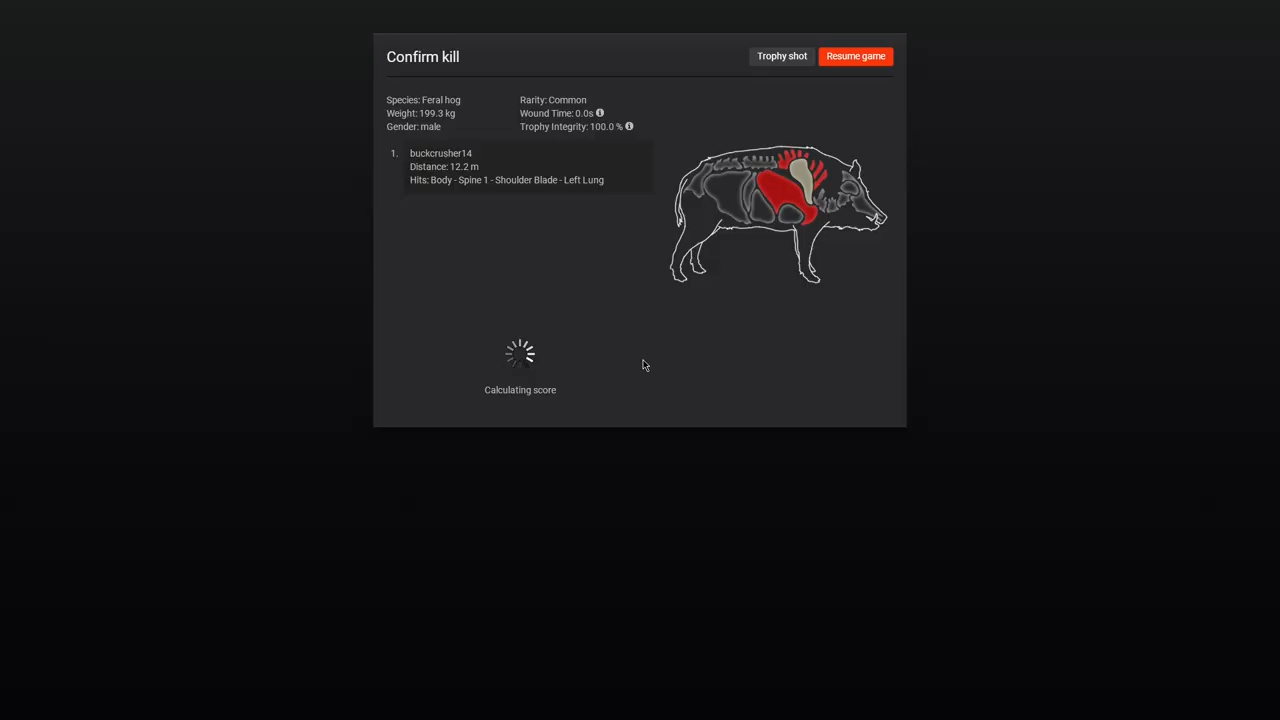 Confirm kill
Trophy shot
Resume game
Species: Feral hog
Rarity: Common
Weight: 199.3 kg
Wound Time: 0.0s
Gender: male
Trophy Integrity: 100.0 %
1. buckcrusher14
Distance: 12.2 m
Hits: Body - Spine 1 - Shoulder Blade - Left Lung
Calculating score